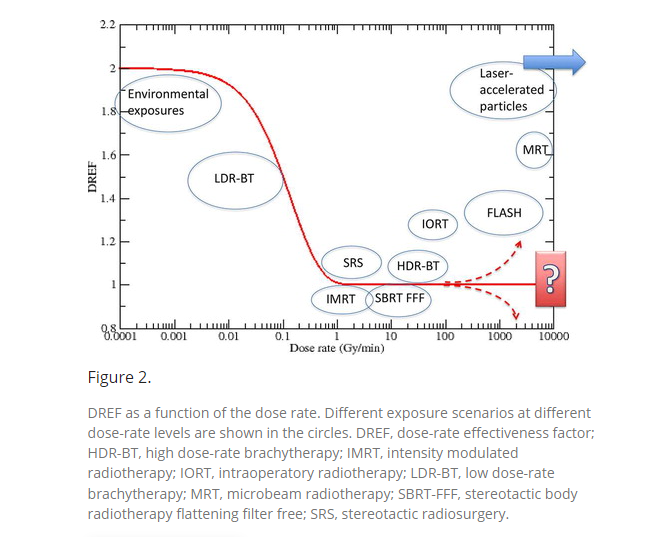 2.2
2
1.8
1.6
1.4
1.2
1
0.8
DREF
Environmental
exposures
LDR-BT
SRS
IMRT
HDR-BT
SBRT FFF
IORT
FLASH
MRT
Laser-
accelerated
particles
?
0.0001 0.001 0.01 0.1 1 10 100 1000 10000
Dose rate (Gy/min)
Figure 2.
DREF as a function of the dose rate. Different exposure scenarios at different
dose-rate levels are shown in the circles. DREF, dose-rate effectiveness factor;
HDR-BT, high dose-rate brachytherapy; IMRT, intensity modulated
radiotherapy; IORT, intraoperatory radiotherapy; LDR-BT, low dose-rate
brachytherapy; MRT, microbeam radiotherapy; SBRT-FFF, stereotactic body
radiotherapy flattening filter free; SRS, stereotactic radiosurgery.